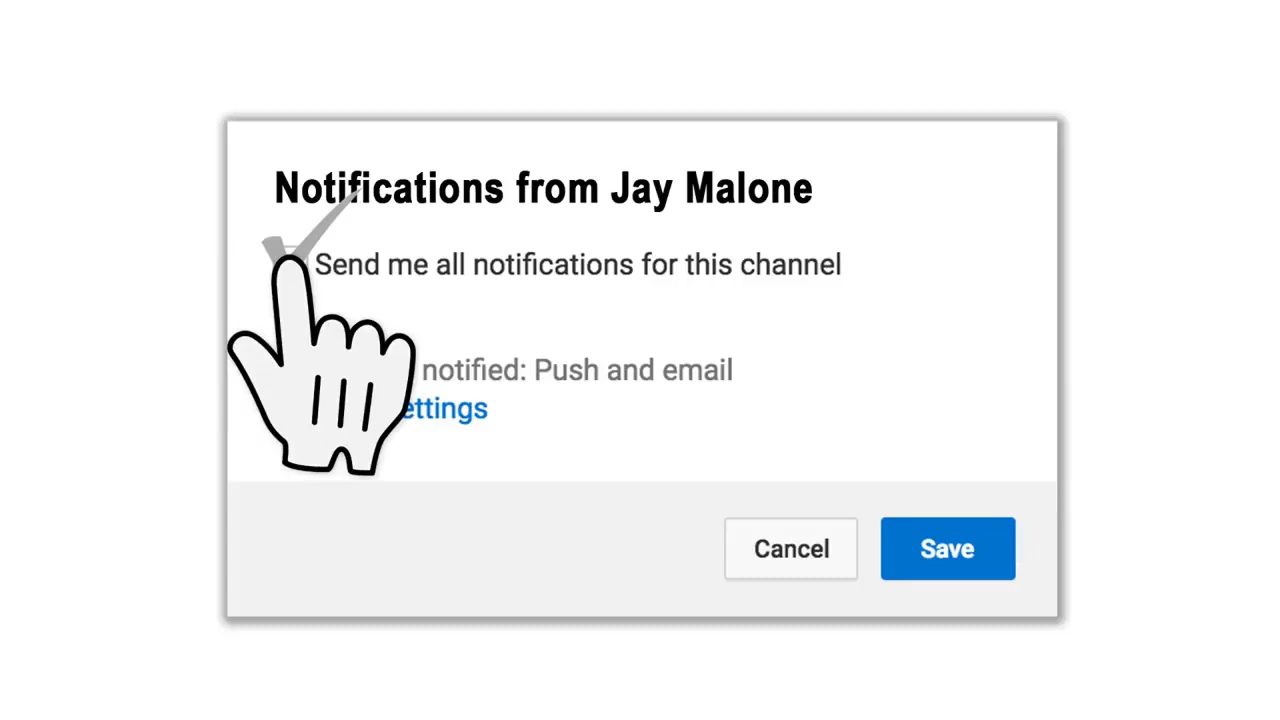 Notifications from Jay Malone
Send me all notifications for this channel
notified: Push and email
ettings
Cancel
Save